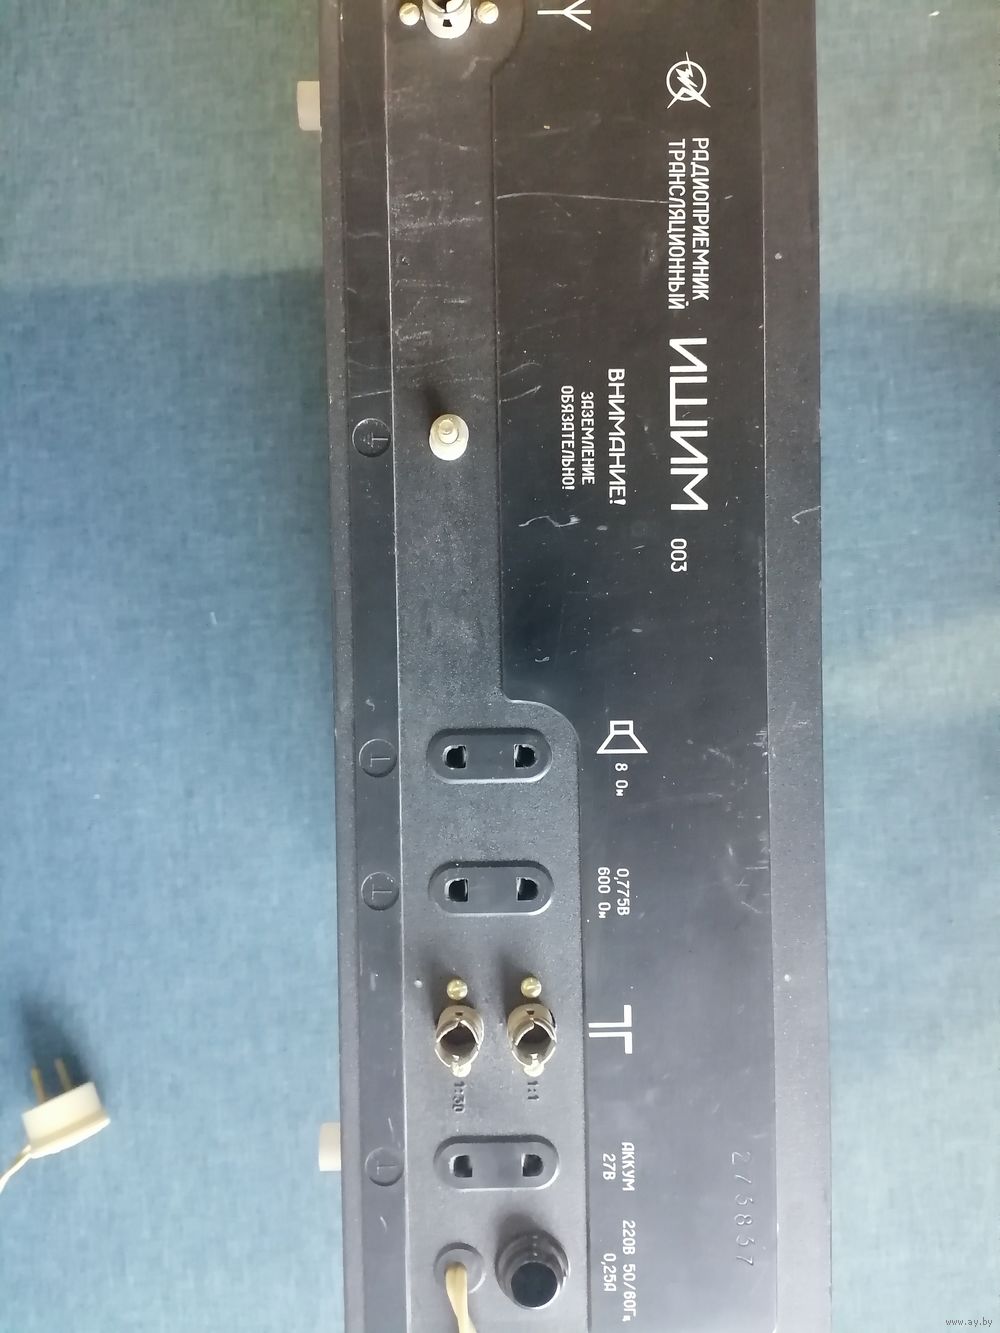 РАДИОПРИЕМНИК
ТРАНСЛЯЦИОННЫЙ
ИШИМ 003
ВНИМАНИЕ!
ЗАЗЕМЛЕНИЕ
ОБЯЗАТЕЛЬНО!
8 Ом
0,775В
600 Ом
1:1
1:30
АККУМ
27В
220В 50/60Гц
0,25А
273837
www.ay.by